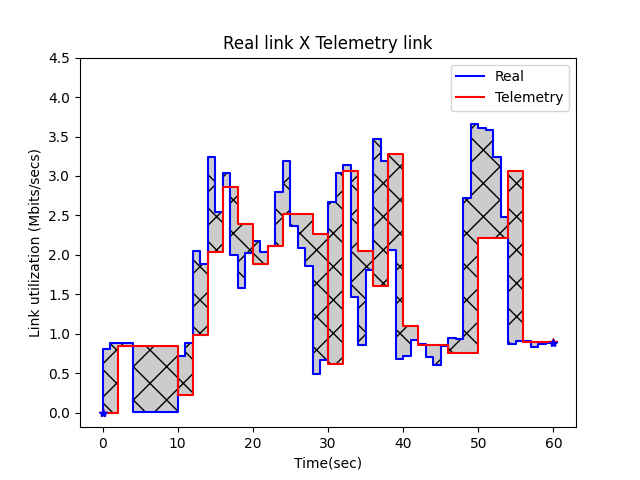 Real link X Telemetry link
Real
Telemetry
Link utilization (Mbits/secs)
4.5
4.0
3.5
3.0
2.5
2.0
1.5
1.0
0.5
0.0
0 10 20 30 40 50 60
Time(sec)